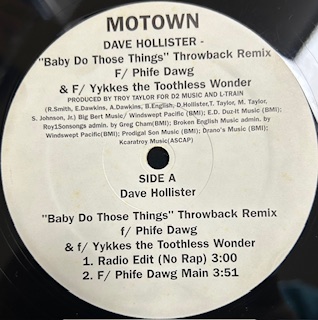 MOTOWN
DAVE HOLLISTER -
"Baby Do Those Things" Throwback Remix
F/ Phife Dawg
& F/ Yykkes the Toothless Wonder
PRODUCED BY TROY TAYLOR FOR D2 MUSIC AND L-TRAIN
(R.Smith, E.Dawkins, A.Dawkins, B.English, D.Hollister, T. Taylor, M. Taylor,
S. Johnson, Jr.) Big Bert Music/ Windswept Pacific (BMI); E.D. Duz-It Music (BMI);
Roy1Sonsongs admin. by Greg Cham(BMI); Broken English Music admin. by
Windswept Pacific(BMI); Prodigal Son Music (BMI); Drano's Music (BMI);
Kcaratroy Music(ASCAP)
SIDE A
Dave Hollister
"Baby Do Those Things" Throwback Remix
f/ Phife Dawg
& f/ Yykkes the Toothless Wonder
1. Radio Edit (No Rap) 3:00
2. F/ Phife Dawg Main 3:51